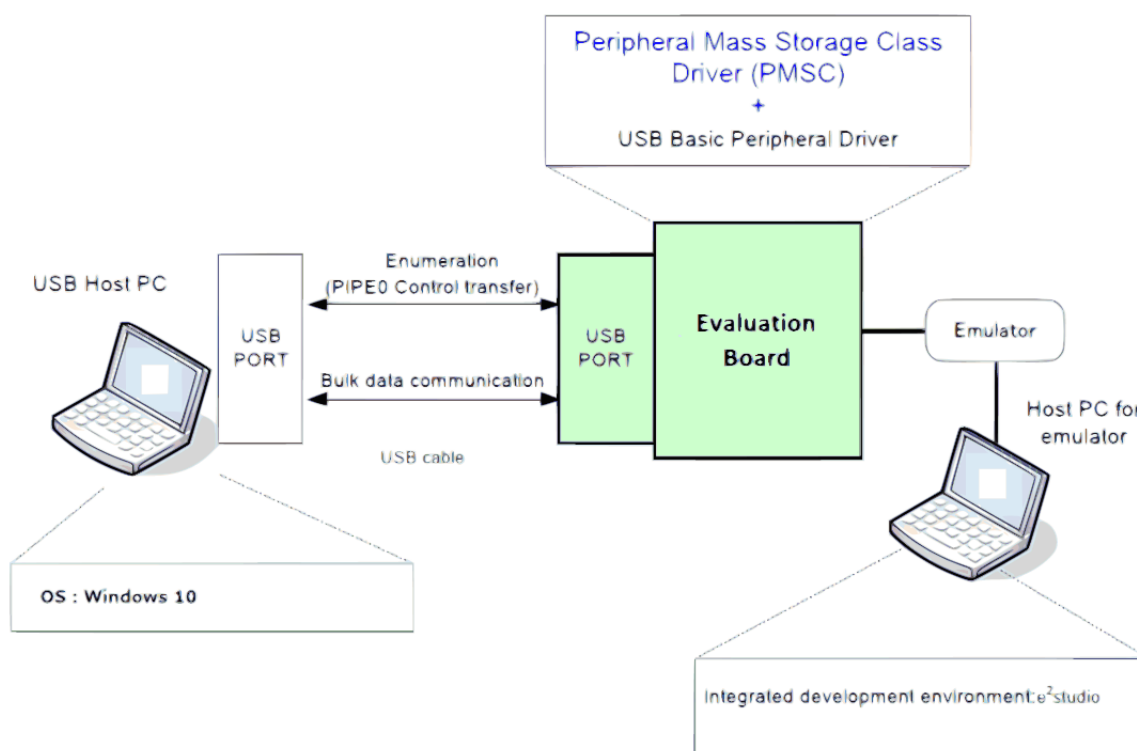 Peripheral Mass Storage Class
Driver (PMSC)
+
USB Basic Peripheral Driver
USB Host PC
USB
PORT
Enumeration
(PIPE0 Control transfer)
Bulk data communication
USB cable
USB
PORT
Evaluation
Board
Emulator
Host PC for
emulator
OS : Windows 10
Integrated development environment:e²studio